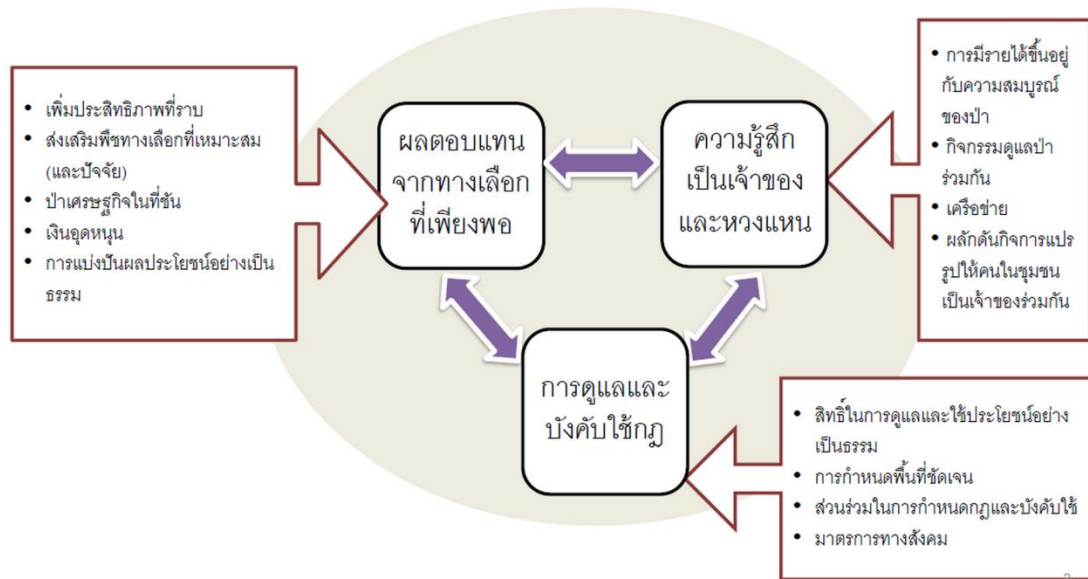 • เพิ่มประสิทธิภาพที่ราบ
• ส่งเสริมพืชทางเลือกที่เหมาะสม
(และปัจจัย)
• ป่าเศรษฐกิจในที่ชัน
• เงินอุดหนุน
• การแบ่งปันผลประโยชน์อย่างเป็น
ธรรม
ผลตอบแทน
จากทางเลือก
ที่เพียงพอ
ความรู้สึก
เป็นเจ้าของ
และหวงแหน
• การมีรายได้ขึ้นอยู่
กับความสมบูรณ์
ของป่า
• กิจกรรมดูแลป่า
ร่วมกัน
• เครือข่าย
• ผลักดันกิจการแปร
รูปให้คนในชุมชน
เป็นเจ้าของร่วมกัน
การดูแลและ
บังคับใช้กฎ
• สิทธิ์ในการดูแลและใช้ประโยชน์อย่าง
เป็นธรรม
• การกำหนดพื้นที่ชัดเจน
• ส่วนร่วมในการกำหนดกฎและบังคับใช้
• มาตรการทางสังคม